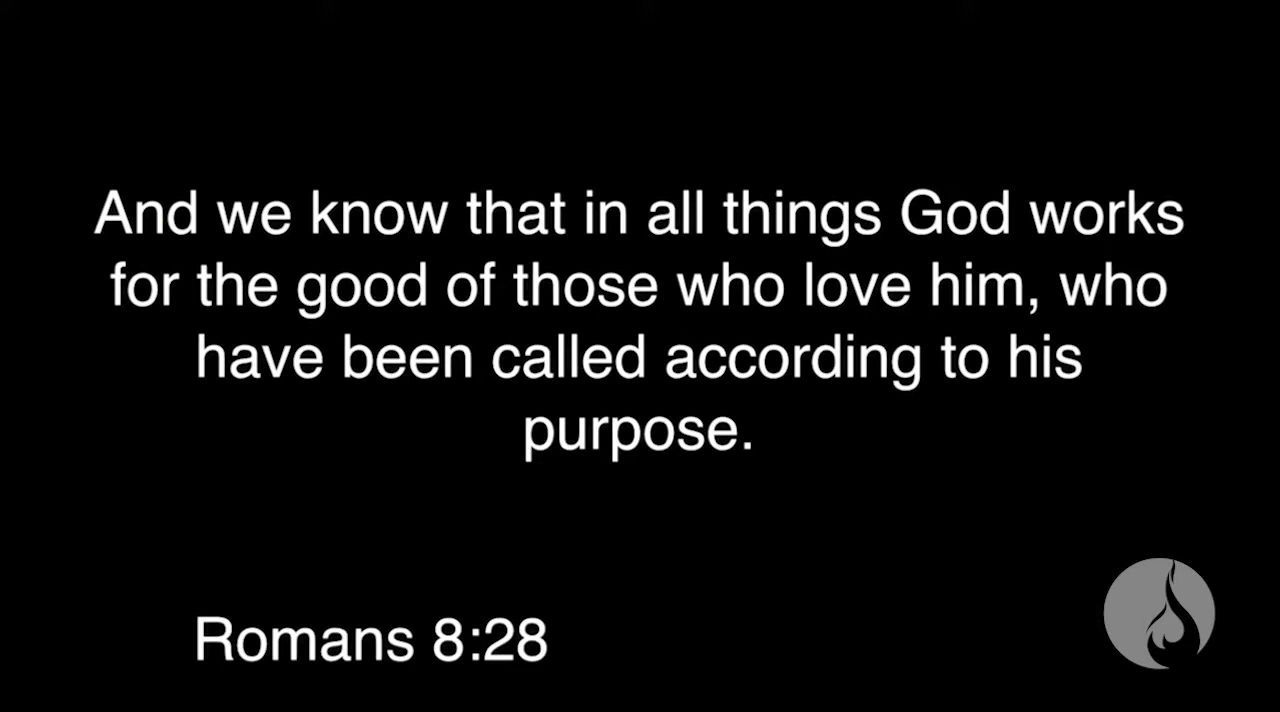 And we know that in all things God works
for the good of those who love him, who
have been called according to his
purpose.
Romans 8:28